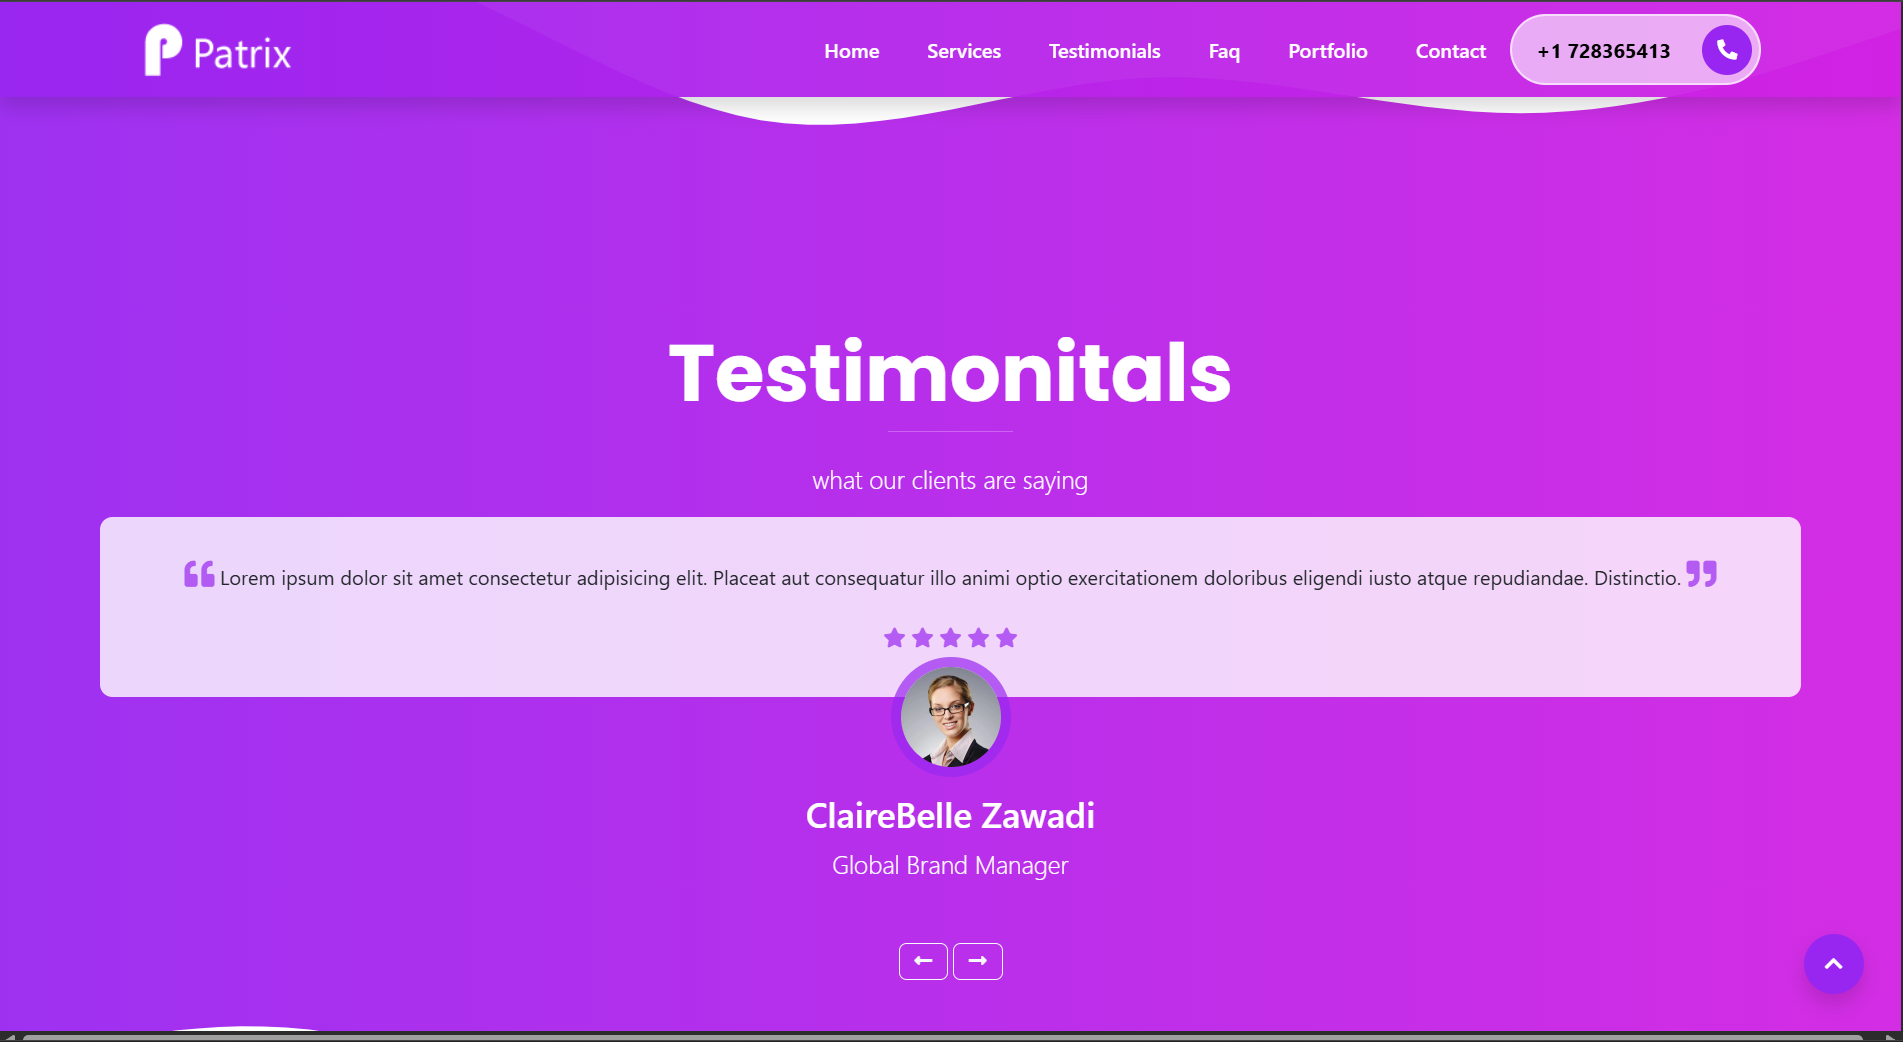 Patrix
Home Services Testimonials Faq Portfolio Contact +1 728365413
Testimonitals
what our clients are saying
Lorem ipsum dolor sit amet consectetur adipisicing elit. Placeat aut consequatur illo animi optio exercitationem doloribus eligendi iusto atque repudiandae. Distinctio.
ClaireBelle Zawadi
Global Brand Manager